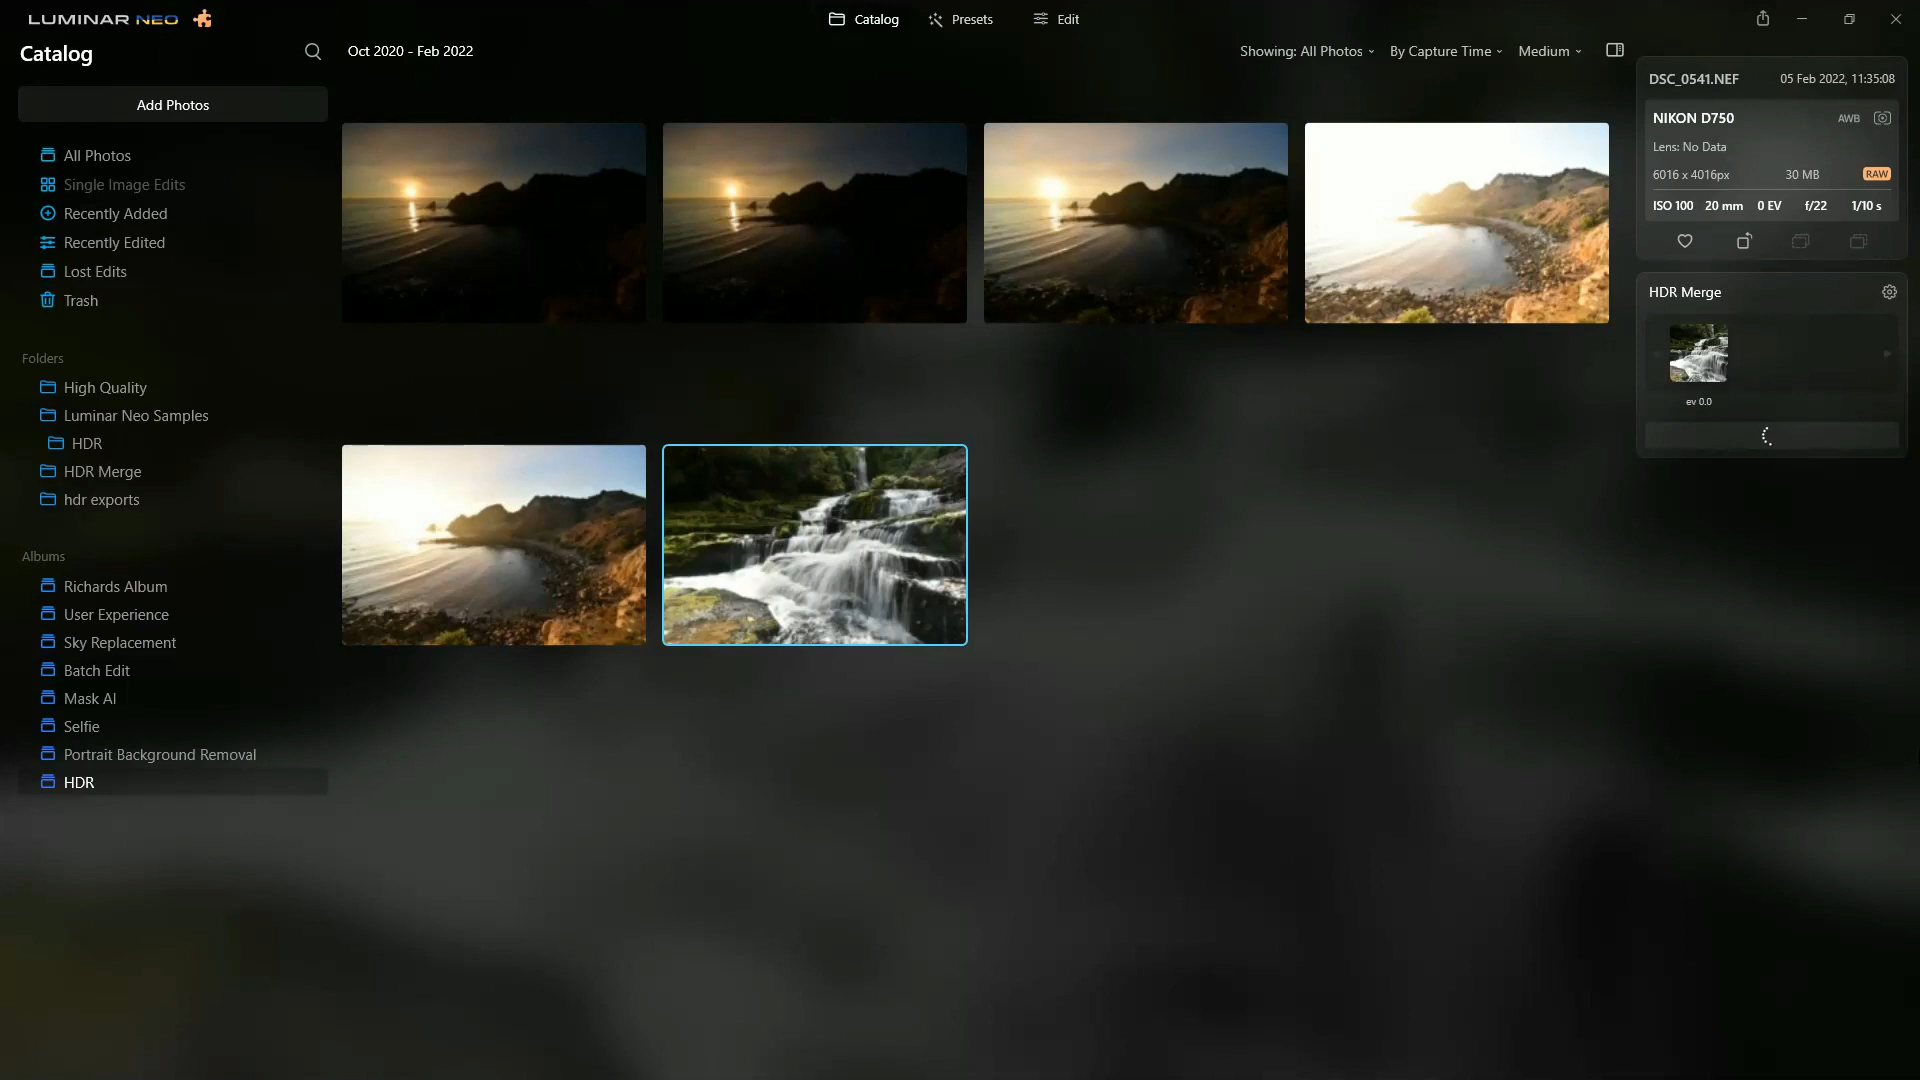 LUMINAR NEO
Catalog
Presets
Edit
Catalog
Oct 2020 - Feb 2022
Showing: All Photos
By Capture Time
Medium
Add Photos
All Photos
Single Image Edits
Recently Added
Recently Edited
Lost Edits
Trash
Folders
High Quality
Luminar Neo Samples
HDR
HDR Merge
hdr exports
Albums
Richards Album
User Experience
Sky Replacement
Batch Edit
Mask AI
Selfie
Portrait Background Removal
HDR
DSC_0541.NEF 05 Feb 2022, 11:35:08
NIKON D750 AWB
Lens: No Data
6016 x 4016px 30 MB RAW
ISO 100 20 mm 0 EV f/22 1/10 s
HDR Merge
ev 0.0